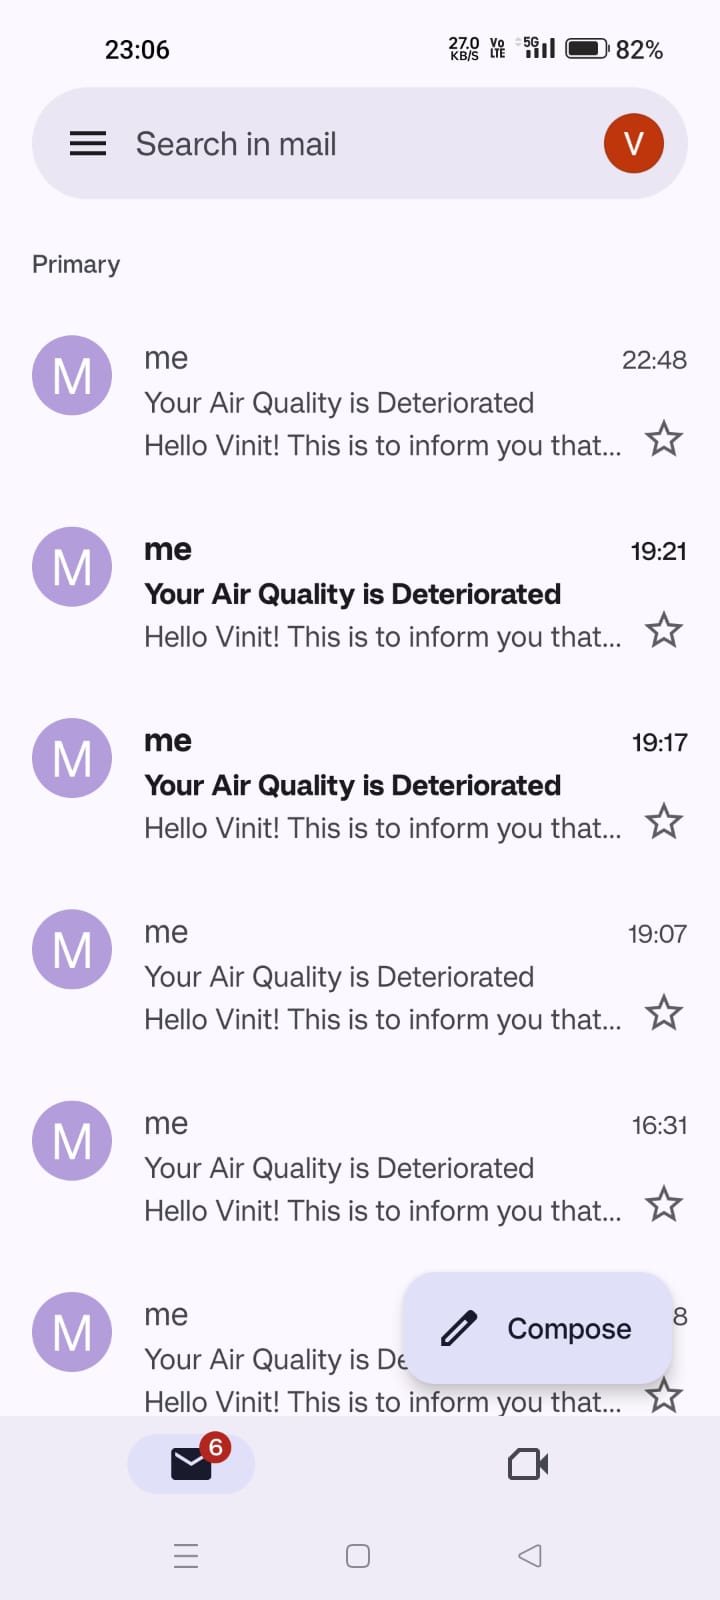 23:06
27.0 KB/S Vo LTE 5G 82%
Search in mail
V
Primary
M
me 22:48
Your Air Quality is Deteriorated
Hello Vinit! This is to inform you that...
M
me 19:21
Your Air Quality is Deteriorated
Hello Vinit! This is to inform you that...
M
me 19:17
Your Air Quality is Deteriorated
Hello Vinit! This is to inform you that...
M
me 19:07
Your Air Quality is Deteriorated
Hello Vinit! This is to inform you that...
M
me 16:31
Your Air Quality is Deteriorated
Hello Vinit! This is to inform you that...
M
me 8
Your Air Quality is De
Hello Vinit! This is to inform you that...
Compose
6